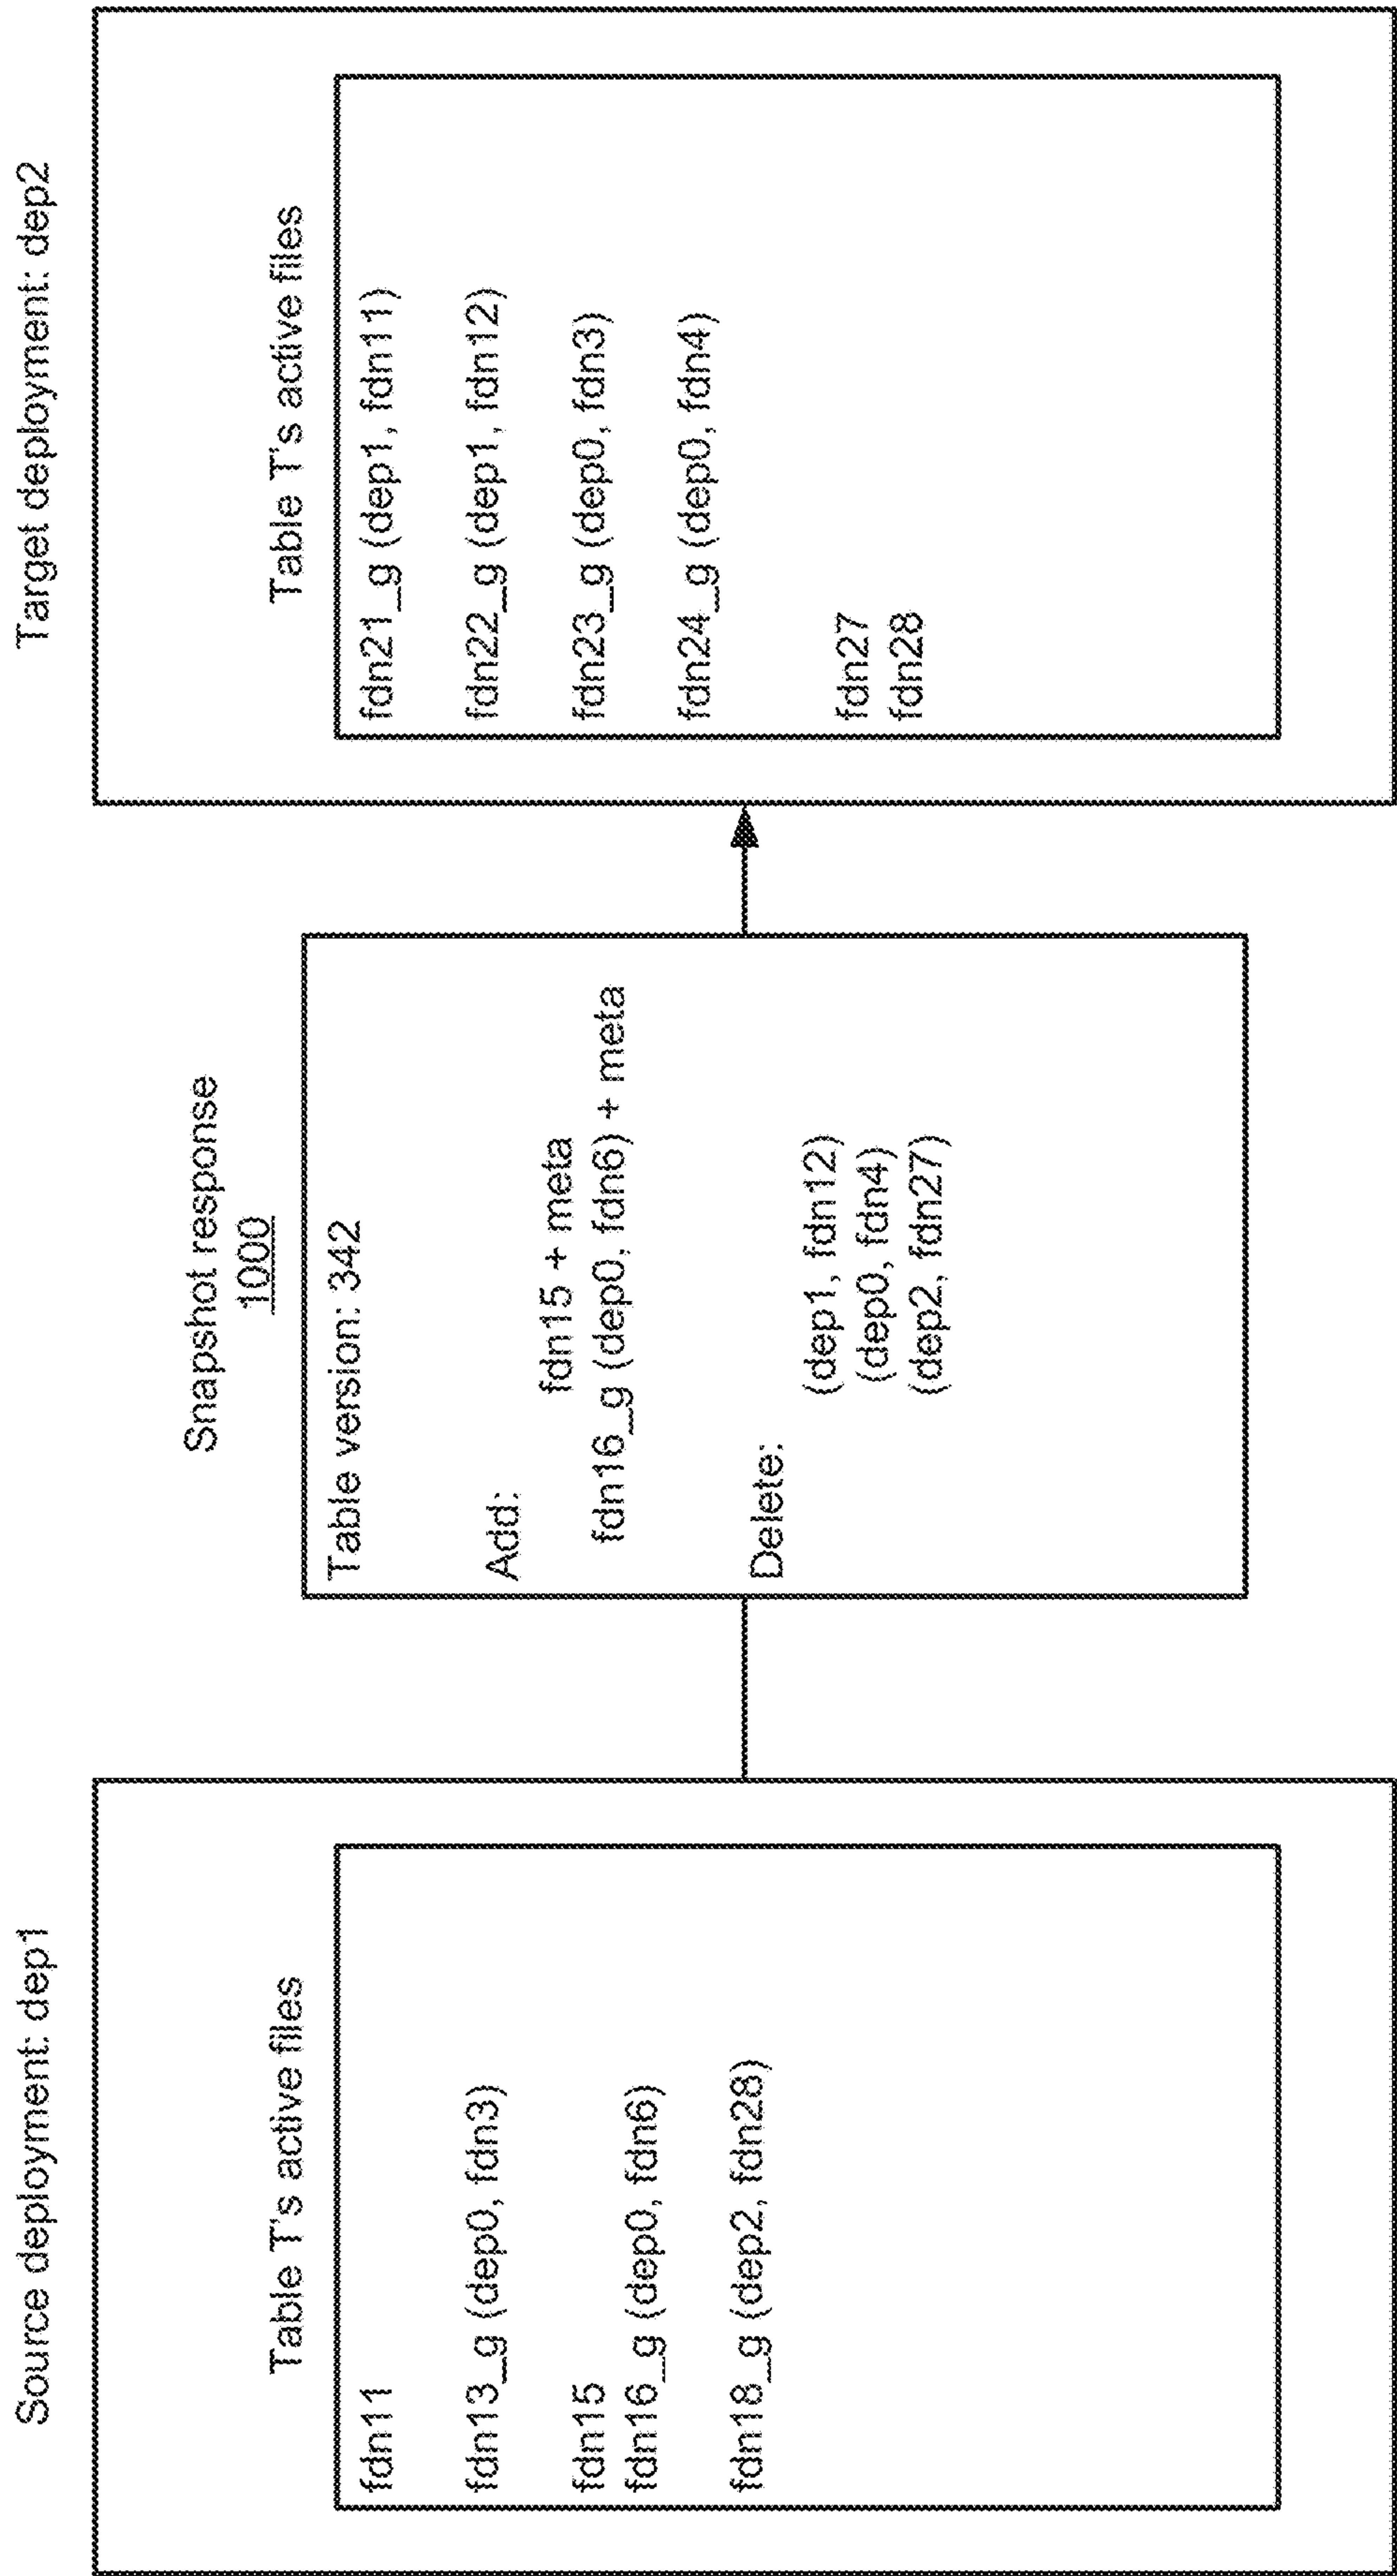 Source deployment: dep1
Table T's active files
fdn11
fdn13_g (dep0, fdn3)
fdn15
fdn16_g (dep0, fdn6)
fdn18_g (dep2, fdn28)
Snapshot response
1000
Table version: 342
Add:
fdn15 + meta
fdn16_g (dep0, fdn6) + meta
Delete:
(dep1, fdn12)
(dep0, fdn4)
(dep2, fdn27)
Target deployment: dep2
Table T's active files
fdn21_g (dep1, fdn11)
fdn22_g (dep1, fdn12)
fdn23_g (dep0, fdn3)
fdn24_g (dep0, fdn4)
fdn27
fdn28